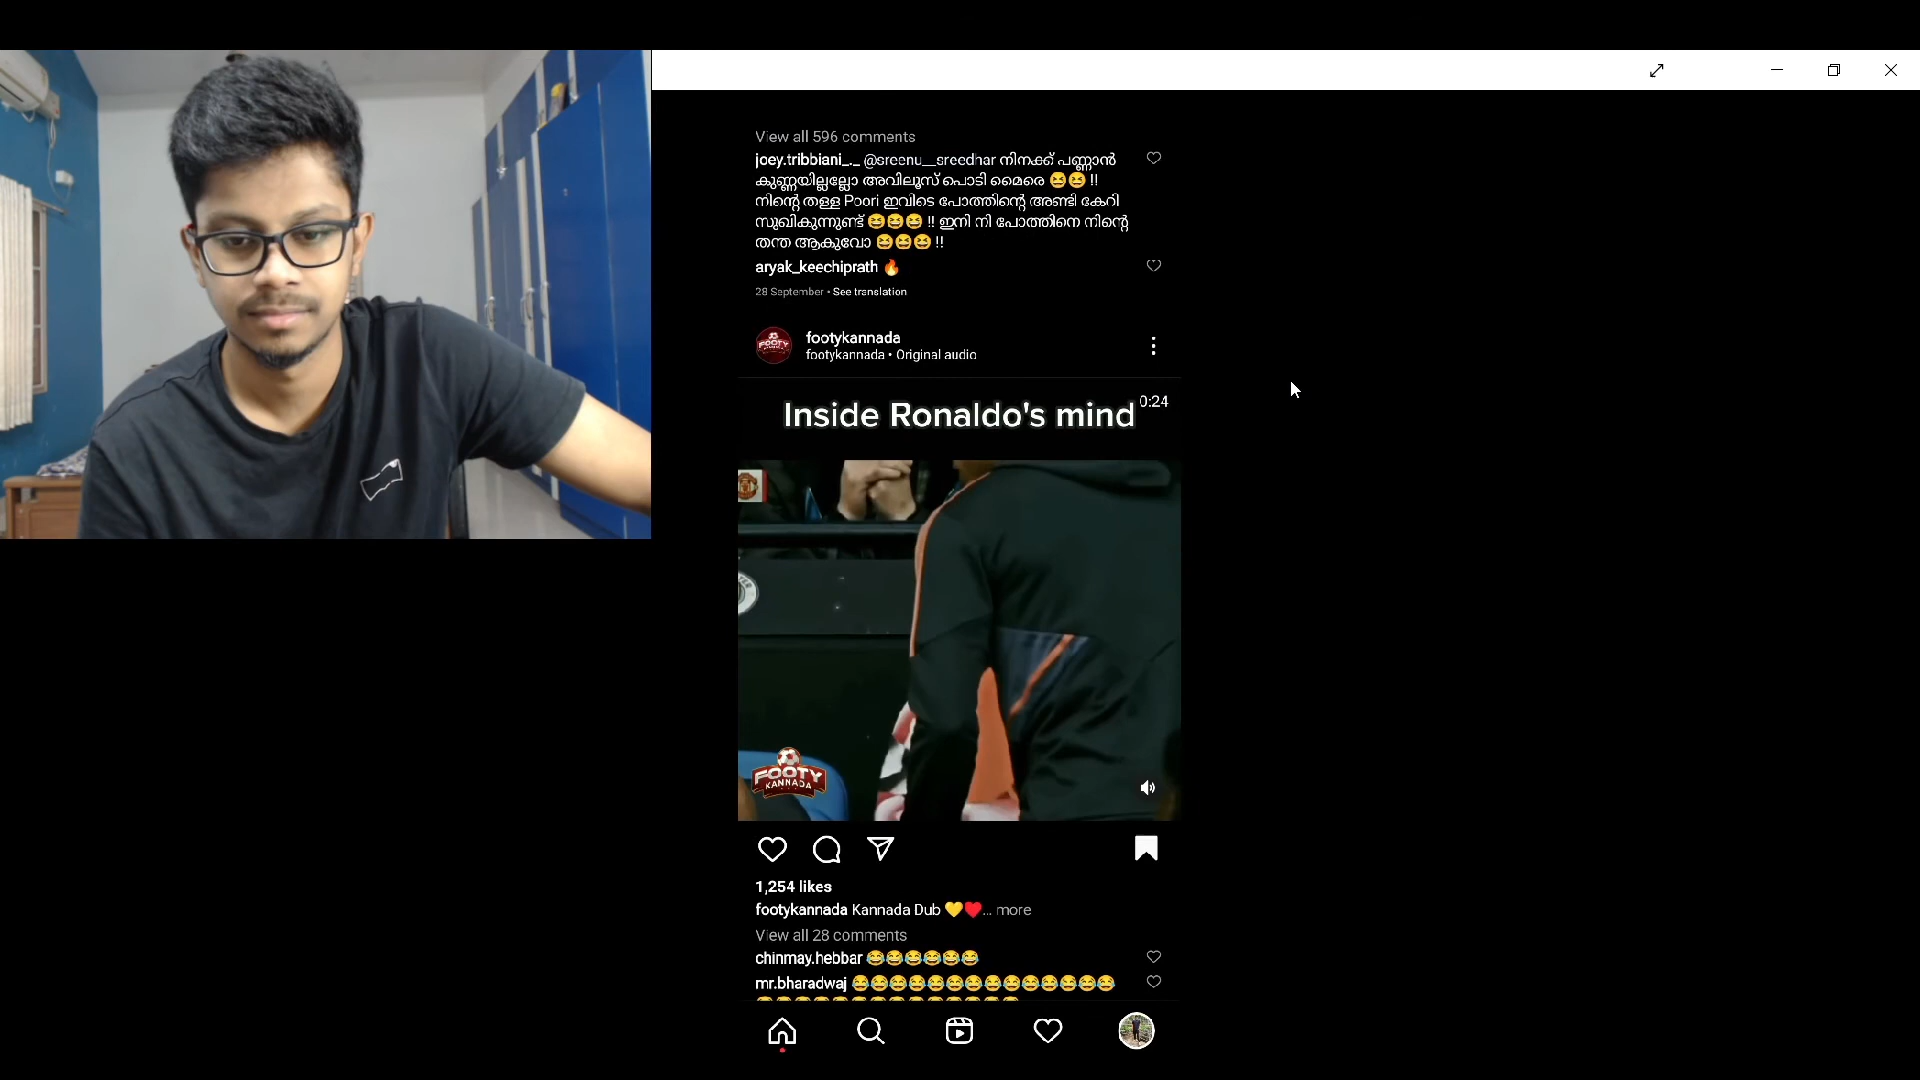 View all 596 comments
joey.tribbiani_._ @sreenu__sreedhar നിനക്ക് പണ്ണാൻ
കുണ്ണയില്ലല്ലോ അവിലൂസ് പൊടി മൈരെ 😆😆 !!
നിന്റെ തള്ള Poori ഇവിടെ പോത്തിന്റെ അണ്ടി കേറി
സുഖികുന്നുണ്ട് 😆😆😆 !! ഇനി നി പോത്തിനെ നിന്റെ
തന്ത ആകുവോ 😆😆😆 !!
aryak_keechiprath 🔥
28 September • See translation
footykannada
footykannada • Original audio
Inside Ronaldo's mind
0:24
FOOTY
KANNADA
1,254 likes
footykannada Kannada Dub 💛❤️... more
View all 28 comments
chinmay.hebbar 😂😂😂😂😂😂
mr.bharadwaj 😂😂😂😂😂😂😂😂😂😂😂😂😂😂